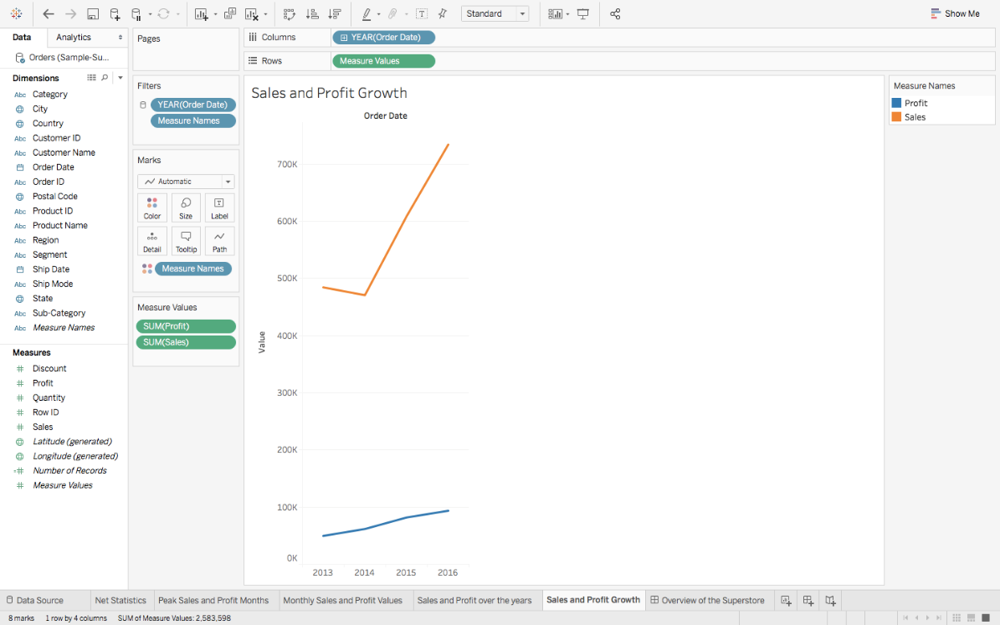 Standard
Show Me
Data
Analytics
Pages
Columns
YEAR(Order Date)
Orders (Sample-Su...
Rows
Measure Values
Dimensions
Category
City
Country
Customer ID
Customer Name
Order Date
Order ID
Postal Code
Product ID
Product Name
Region
Segment
Ship Date
Ship Mode
State
Sub-Category
Measure Names
Abc
Abc
Abc
Abc
Abc
Abc
Abc
Abc
Abc
Abc
Abc
Measures
Discount
Profit
Quantity
Row ID
Sales
Latitude (generated)
Longitude (generated)
Number of Records
Measure Values
Filters
YEAR(Order Date)
Measure Names
Marks
Automatic
Color
Size
Label
Detail
Tooltip
Path
Measure Names
Measure Values
SUM(Profit)
SUM(Sales)
Sales and Profit Growth
Order Date
Value
700K
600K
500K
400K
300K
200K
100K
0K
2013
2014
2015
2016
Measure Names
Profit
Sales
Data Source
Net Statistics
Peak Sales and Profit Months
Monthly Sales and Profit Values
Sales and Profit over the years
Sales and Profit Growth
Overview of the Superstore
8 marks
1 row by 4 columns
SUM of Measure Values: 2,583,598